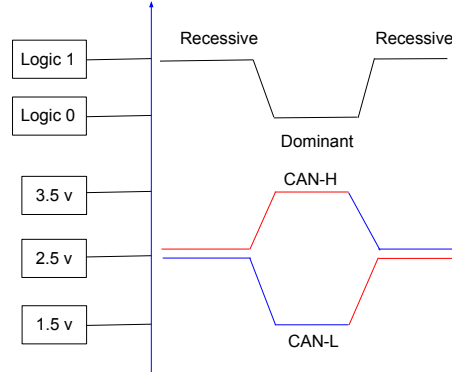 Recessive
Recessive
Logic 1
Logic 0
Dominant
CAN-H
3.5 v
2.5 v
1.5 v
CAN-L